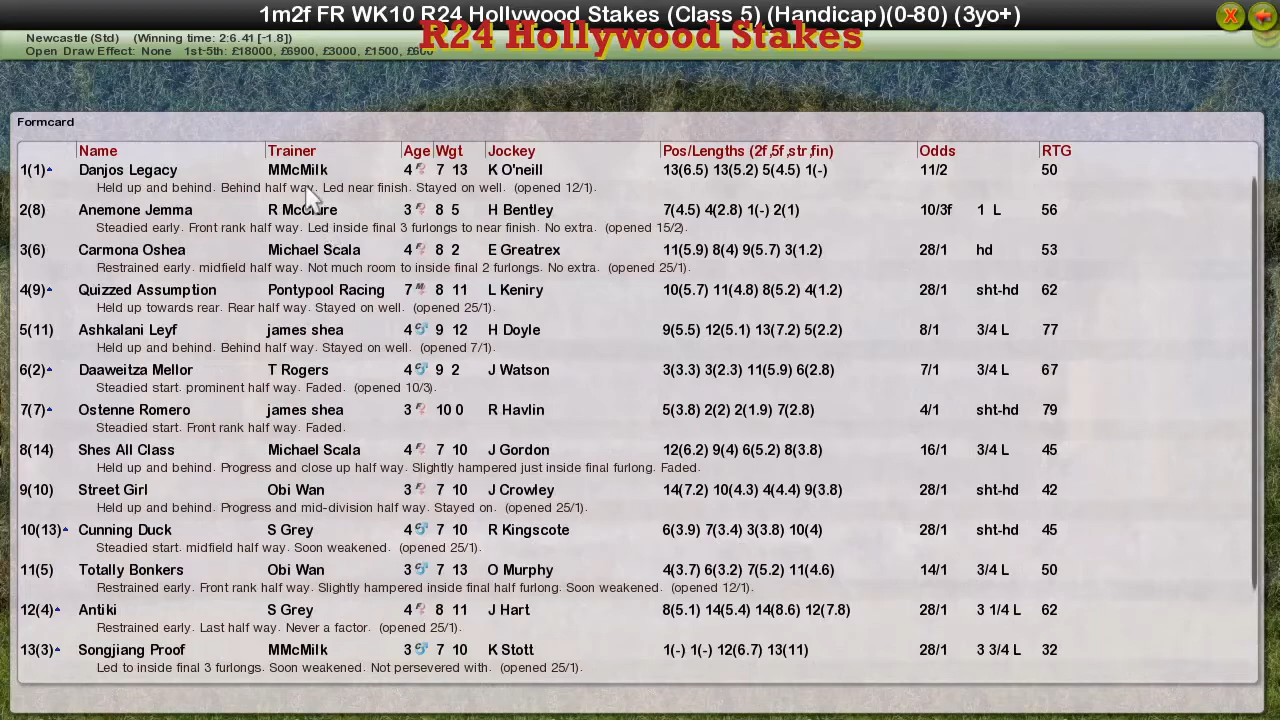 1m2f FR WK10 R24 Hollywood Stakes (Class 5) (Handicap)(0-80) (3yo+)
R24 Hollywood Stakes
Newcastle (Std) (Winning time: 2:6.41 [-1.8])
Open Draw Effect: None 1st-5th: £18000, £6900, £3000, £1500, £600
Formcard
Name Trainer Age Wgt Jockey Pos/Lengths (2f,5f,str,fin) Odds RTG
1(1) Danjos Legacy MMcMilk 4 7 13 K O'neill 13(6.5) 13(5.2) 5(4.5) 1(-) 11/2 50
Held up and behind. Behind half way. Led near finish. Stayed on well. (opened 12/1).
2(8) Anemone Jemma R McClure 3 8 5 H Bentley 7(4.5) 4(2.8) 1(-) 2(1) 10/3f 1 L 56
Steadied early. Front rank half way. Led inside final 3 furlongs to near finish. No extra. (opened 15/2).
3(6) Carmona Oshea Michael Scala 4 8 2 E Greatrex 11(5.9) 8(4) 9(5.7) 3(1.2) 28/1 hd 53
Restrained early. midfield half way. Not much room to inside final 2 furlongs. No extra. (opened 25/1).
4(9) Quizzed Assumption Pontypool Racing 7 8 11 L Keniry 10(5.7) 11(4.8) 8(5.2) 4(1.2) 28/1 sht-hd 62
Held up towards rear. Rear half way. Stayed on well. (opened 25/1).
5(11) Ashkalani Leyf james shea 4 9 12 H Doyle 9(5.5) 12(5.1) 13(7.2) 5(2.2) 8/1 3/4 L 77
Held up and behind. Behind half way. Stayed on well. (opened 7/1).
6(2) Daaweitza Mellor T Rogers 4 9 2 J Watson 3(3.3) 3(2.3) 11(5.9) 6(2.8) 7/1 3/4 L 67
Steadied start. prominent half way. Faded. (opened 10/3).
7(7) Ostenne Romero james shea 3 10 0 R Havlin 5(3.8) 2(2) 2(1.9) 7(2.8) 4/1 sht-hd 79
Steadied start. Front rank half way. Faded.
8(14) Shes All Class Michael Scala 4 7 10 J Gordon 12(6.2) 9(4) 6(5.2) 8(3.8) 16/1 3/4 L 45
Held up and behind. Progress and close up half way. Slightly hampered just inside final furlong. Faded.
9(10) Street Girl Obi Wan 3 7 10 J Crowley 14(7.2) 10(4.3) 4(4.4) 9(3.8) 28/1 sht-hd 42
Held up and behind. Progress and mid-division half way. Stayed on. (opened 25/1).
10(13) Cunning Duck S Grey 4 7 10 R Kingscote 6(3.9) 7(3.4) 3(3.8) 10(4) 28/1 sht-hd 45
Steadied start. midfield half way. Soon weakened. (opened 25/1).
11(5) Totally Bonkers Obi Wan 3 7 13 O Murphy 4(3.7) 6(3.2) 7(5.2) 11(4.6) 14/1 3/4 L 50
Restrained early. Front rank half way. Slightly hampered inside final half furlong. Soon weakened. (opened 12/1).
12(4) Antiki S Grey 4 8 11 J Hart 8(5.1) 14(5.4) 14(8.6) 12(7.8) 28/1 3 1/4 L 62
Restrained early. Last half way. Never a factor. (opened 25/1).
13(3) Songjiang Proof MMcMilk 3 7 10 K Stott 1(-) 1(-) 12(6.7) 13(11) 28/1 3 3/4 L 32
Led to inside final 3 furlongs. Soon weakened. Not persevered with. (opened 25/1).